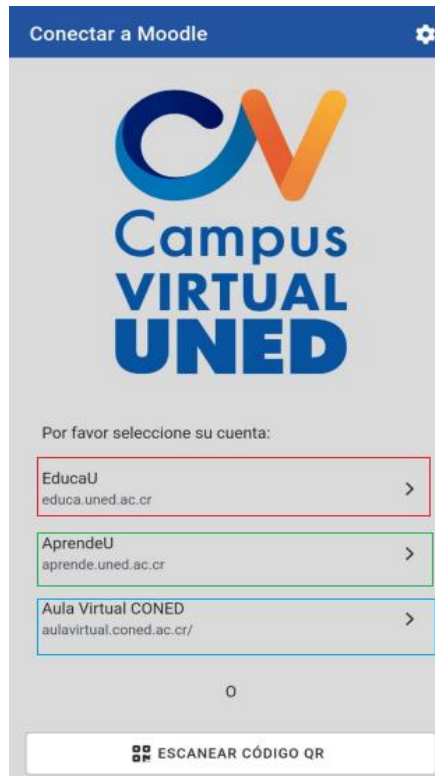 Conectar a Moodle
Campus
VIRTUAL
UNED
Por favor seleccione su cuenta:
EducaU
educa.uned.ac.cr
AprendeU
aprende.uned.ac.cr
Aula Virtual CONED
aulavirtual.coned.ac.cr/
O
ESCANEAR CÓDIGO QR